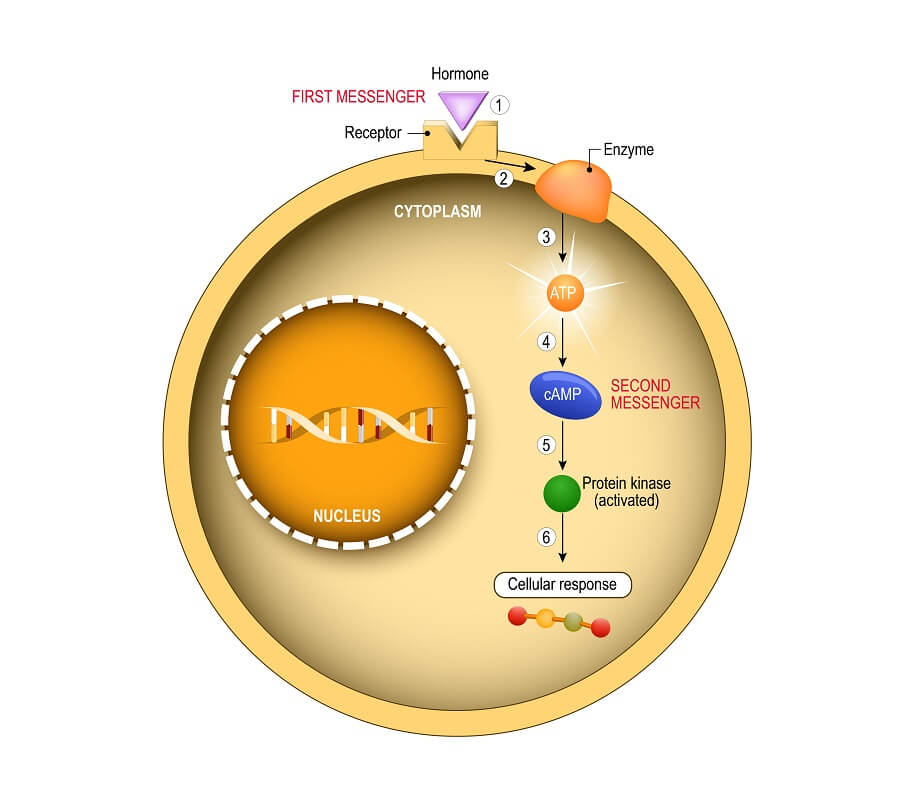 Hormone
FIRST MESSENGER
1
Receptor
Enzyme
2
CYTOPLASM
3
ATP
4
cAMP
SECOND
MESSENGER
5
Protein kinase
(activated)
NUCLEUS
6
Cellular response